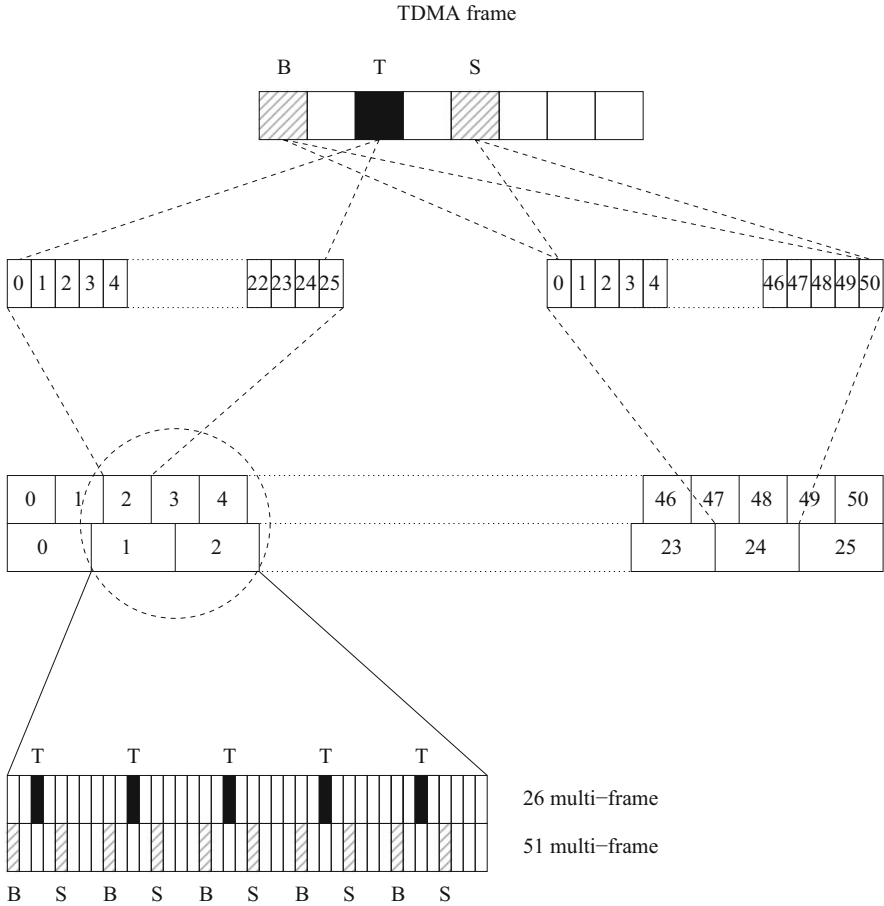 TDMA frame
B T S
0 1 2 3 4 22 23 24 25 0 1 2 3 4 46 47 48 49 50
0 1 2 3 4 46 47 48 49 50
0 1 2 23 24 25
T T T T T
26 multi−frame
51 multi−frame
B S B S B S B S B S